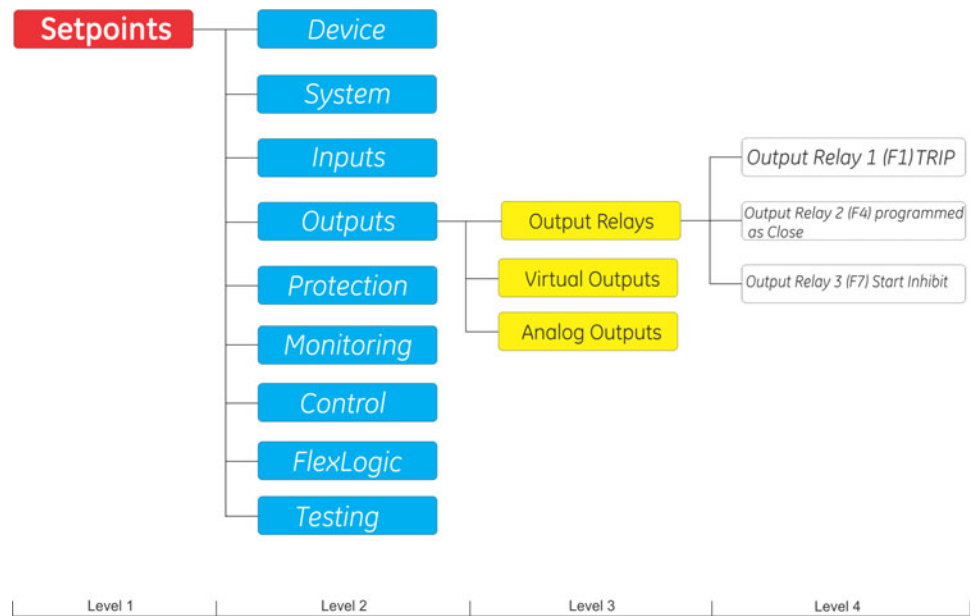 Setpoints
Device
System
Inputs
Outputs
Protection
Monitoring
Control
FlexLogic
Testing
Output Relays
Virtual Outputs
Analog Outputs
Output Relay 1 (F1) TRIP
Output Relay 2 (F4) programmed
as Close
Output Relay 3 (F7) Start Inhibit
Level 1
Level 2
Level 3
Level 4